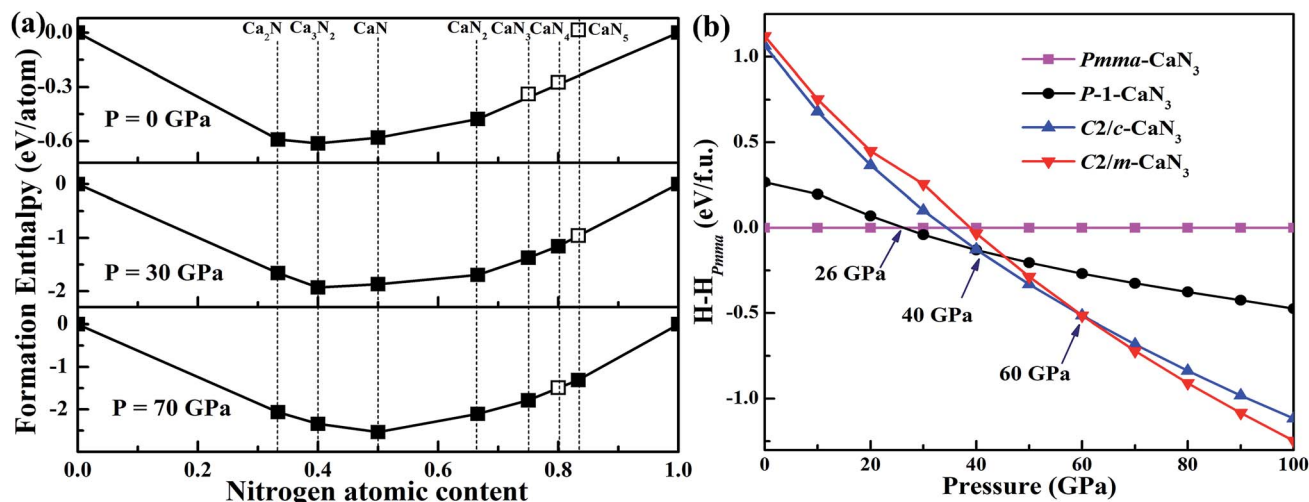 (a)
Ca₂N Ca₃N₂ CaN CaN₂ CaN₃ CaN₄ CaN₅
Formation Enthalpy (eV/atom)
0.0
-0.3
-0.6
P = 0 GPa
0
-1
-2
P = 30 GPa
0
-1
-2
P = 70 GPa
0.0 0.2 0.4 0.6 0.8 1.0
Nitrogen atomic content
(b)
H-H_Pmma (eV/f.u.)
1.0
0.5
0.0
-0.5
-1.0
Pmma-CaN₃
P-1-CaN₃
C2/c-CaN₃
C2/m-CaN₃
26 GPa
40 GPa
60 GPa
0 20 40 60 80 100
Pressure (GPa)